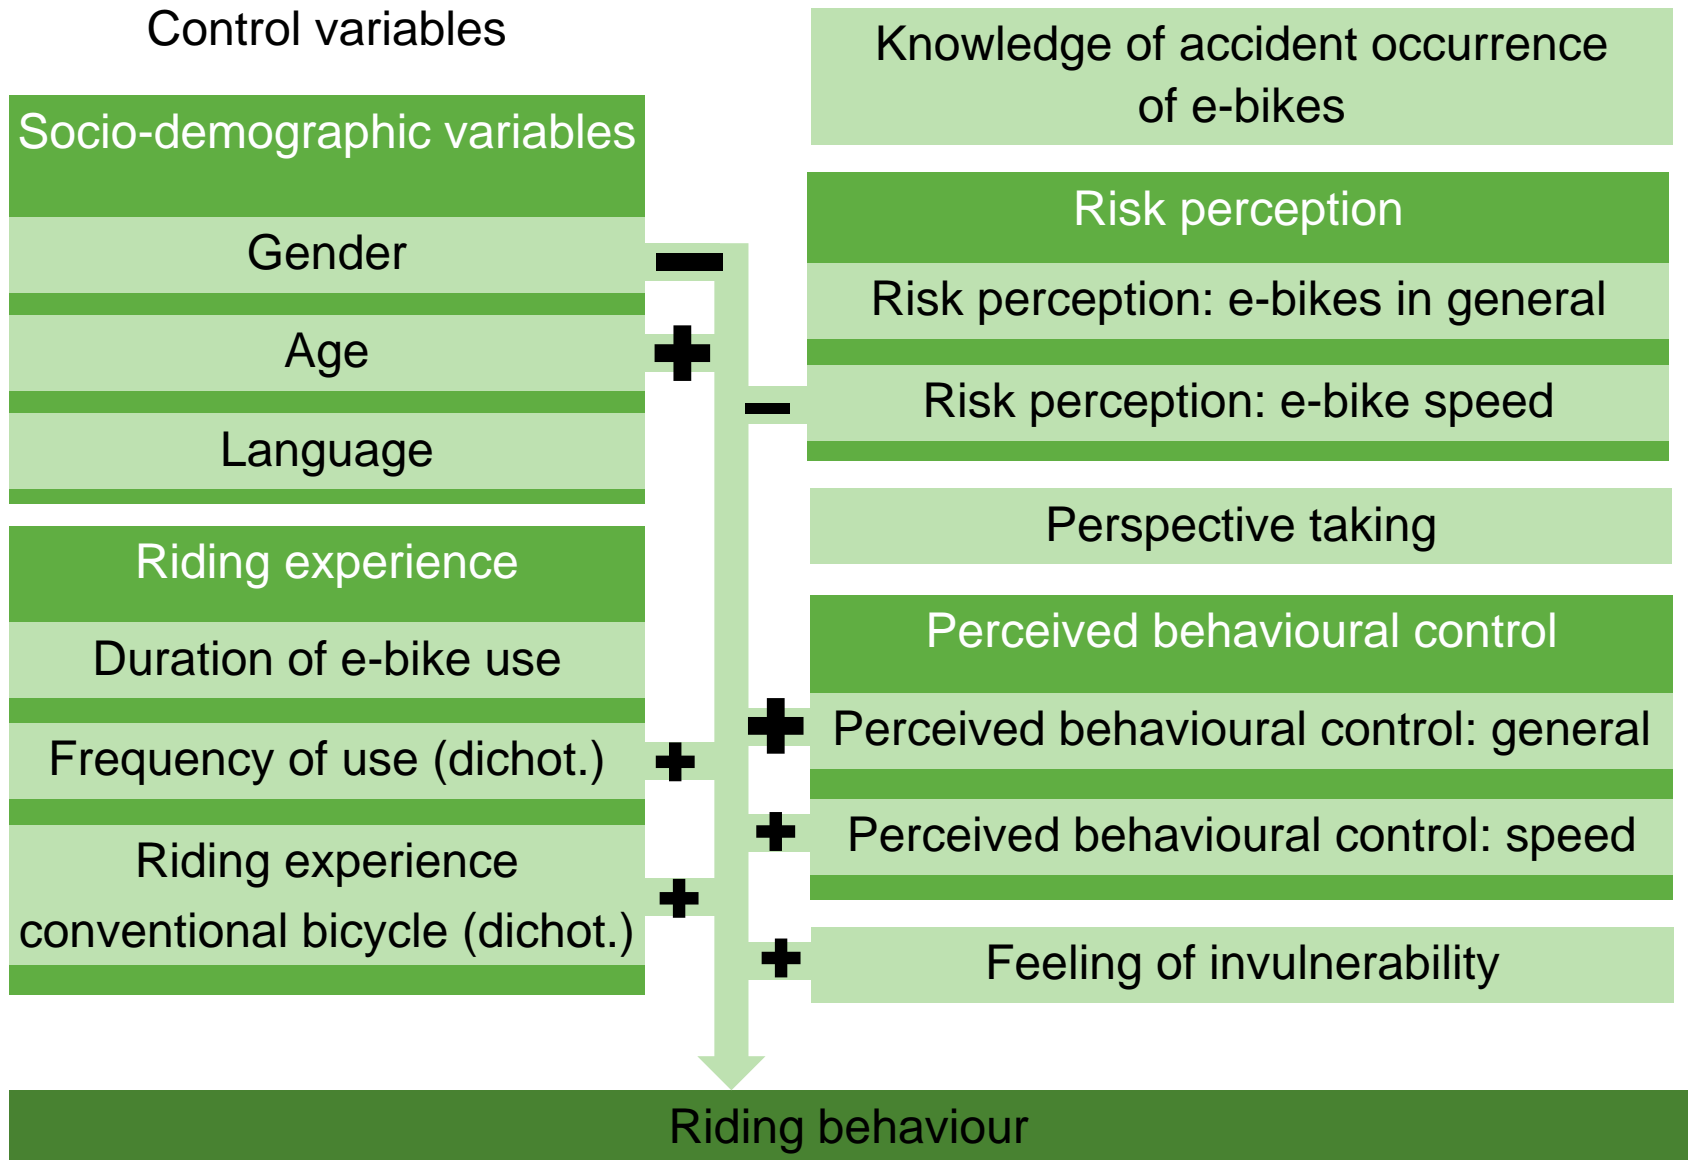 Control variables
Socio-demographic variables
Gender
Age
Language
Riding experience
Duration of e-bike use
Frequency of use (dichot.)
Riding experience
conventional bicycle (dichot.)
Knowledge of accident occurrence
of e-bikes
Risk perception
Risk perception: e-bikes in general
Risk perception: e-bike speed
Perspective taking
Perceived behavioural control
Perceived behavioural control: general
Perceived behavioural control: speed
Feeling of invulnerability
Riding behaviour